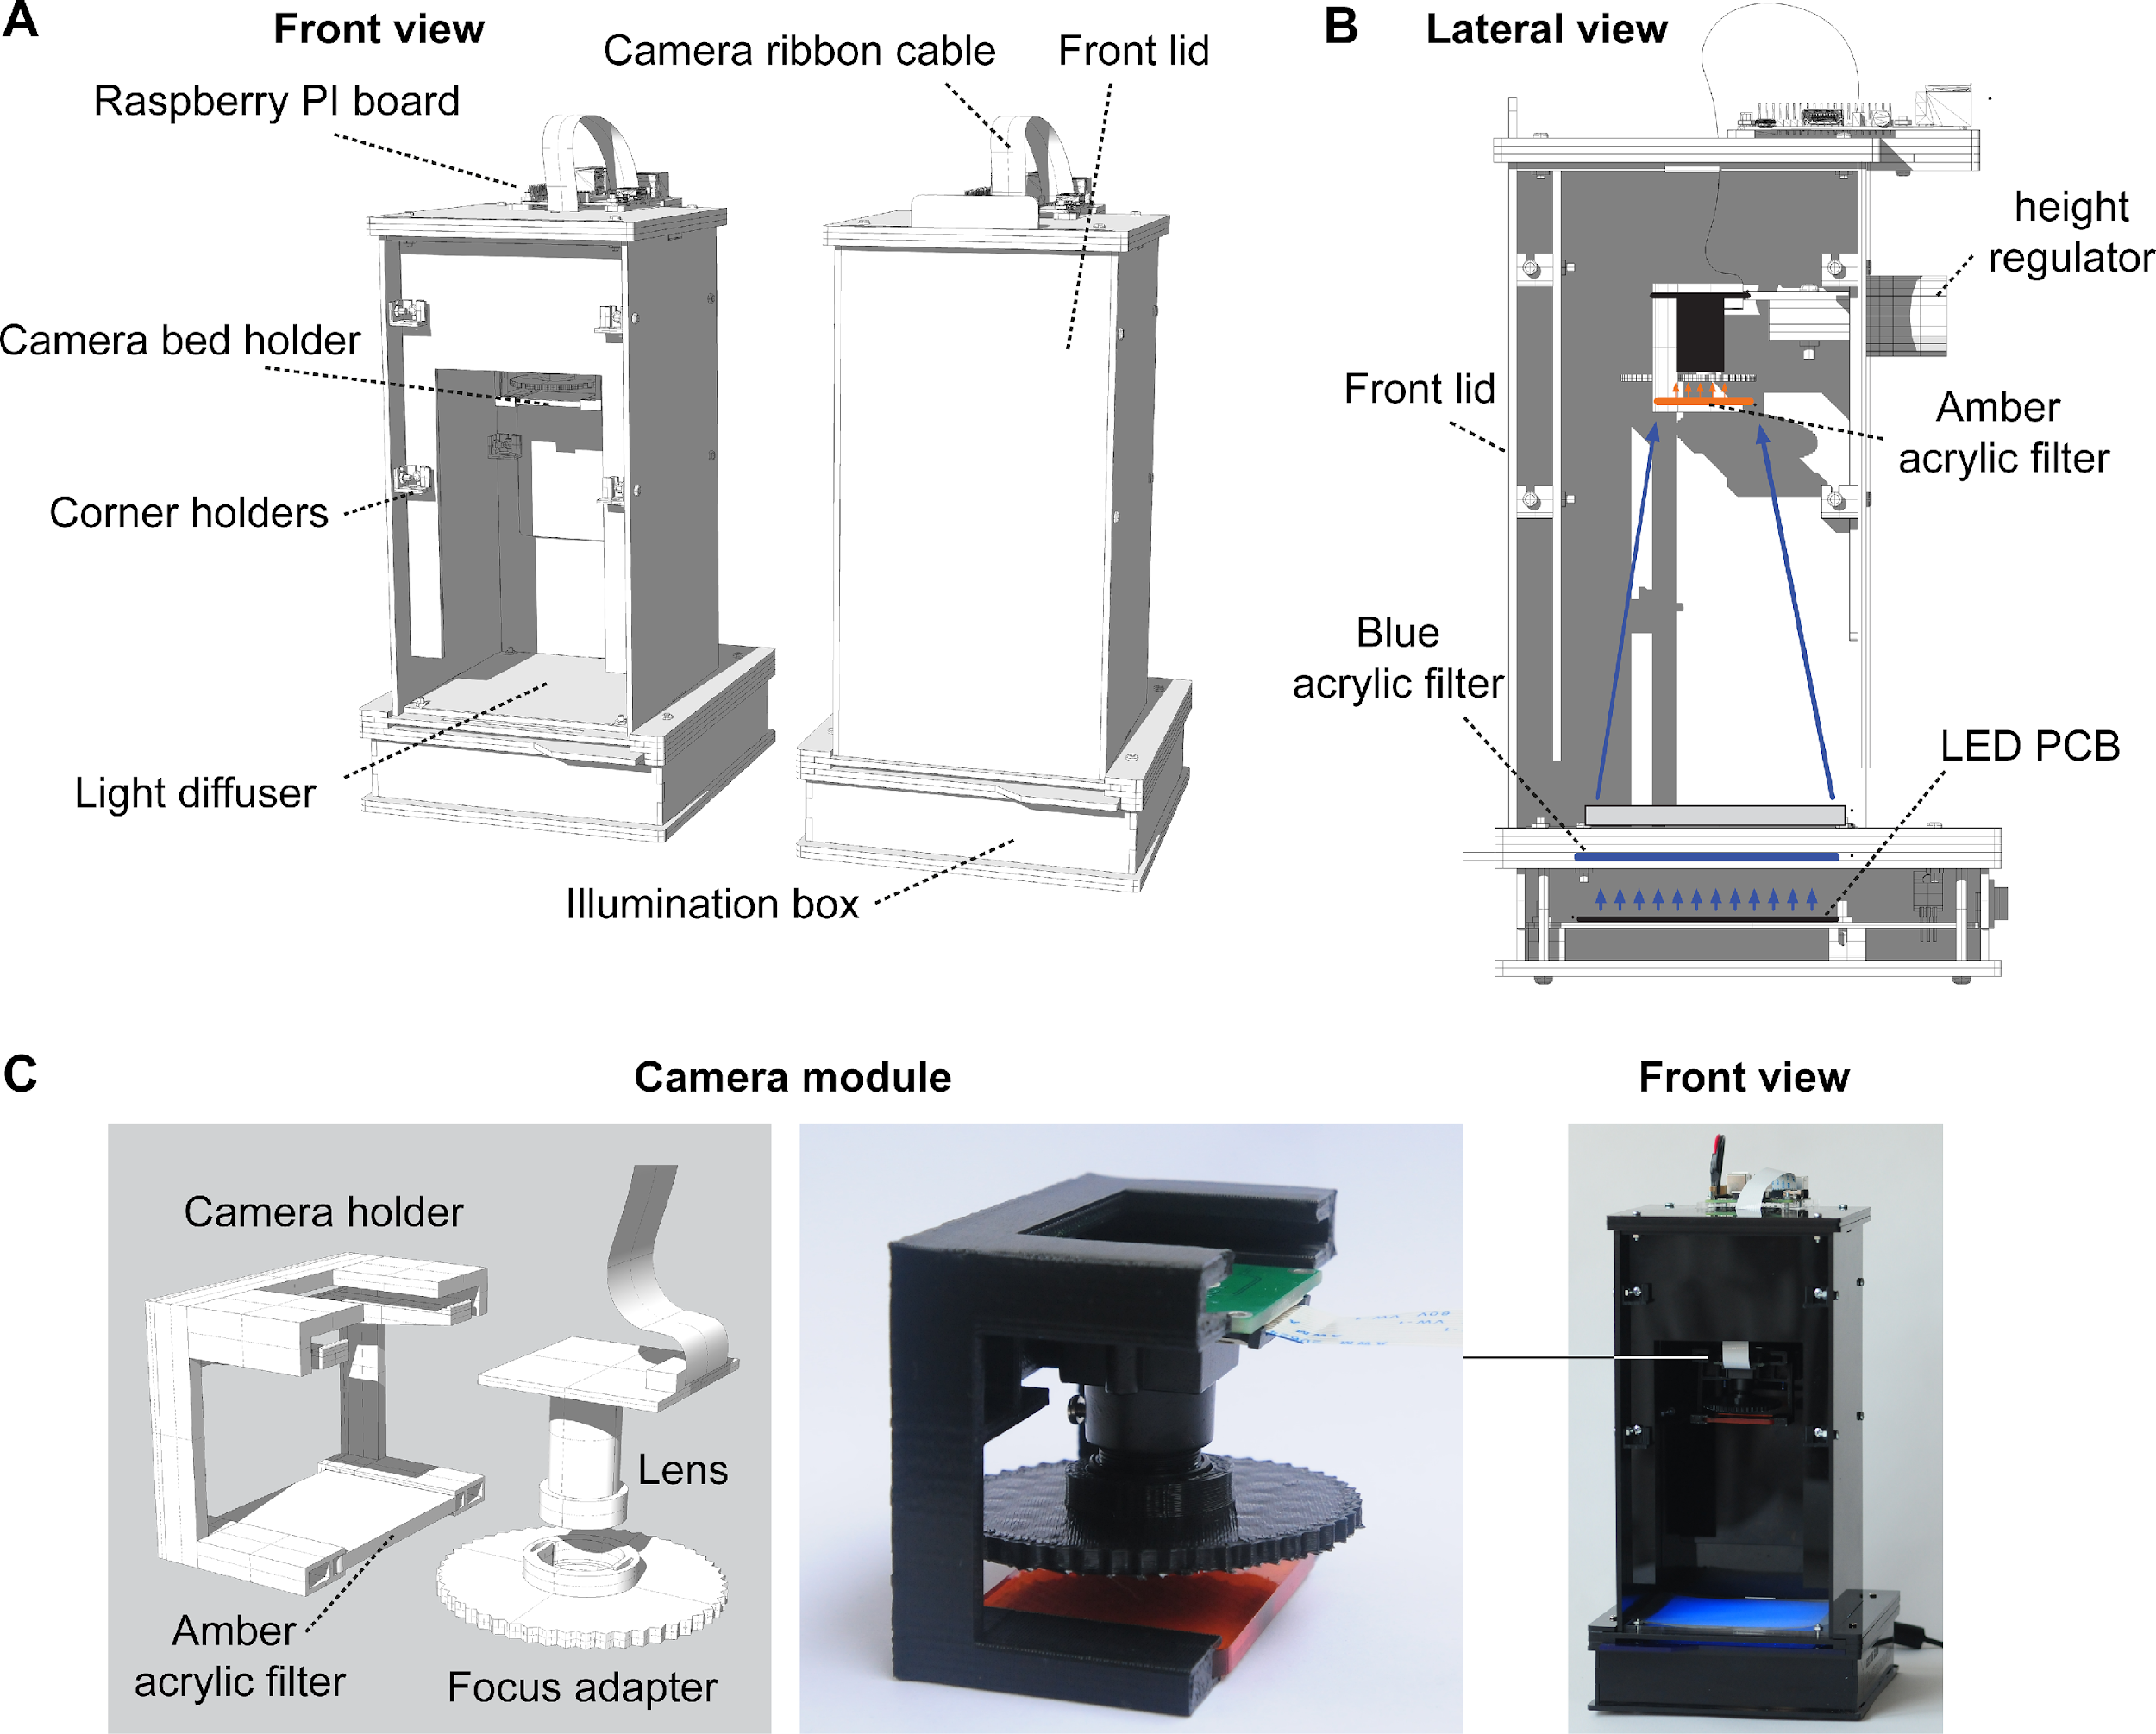 A
Front view
Camera ribbon cable
Front lid
Raspberry PI board
Camera bed holder
Corner holders
Light diffuser
Illumination box
B
Lateral view
height
regulator
Front lid
Amber
acrylic filter
Blue
acrylic filter
LED PCB
C
Camera module
Front view
Camera holder
Lens
Amber
acrylic filter
Focus adapter